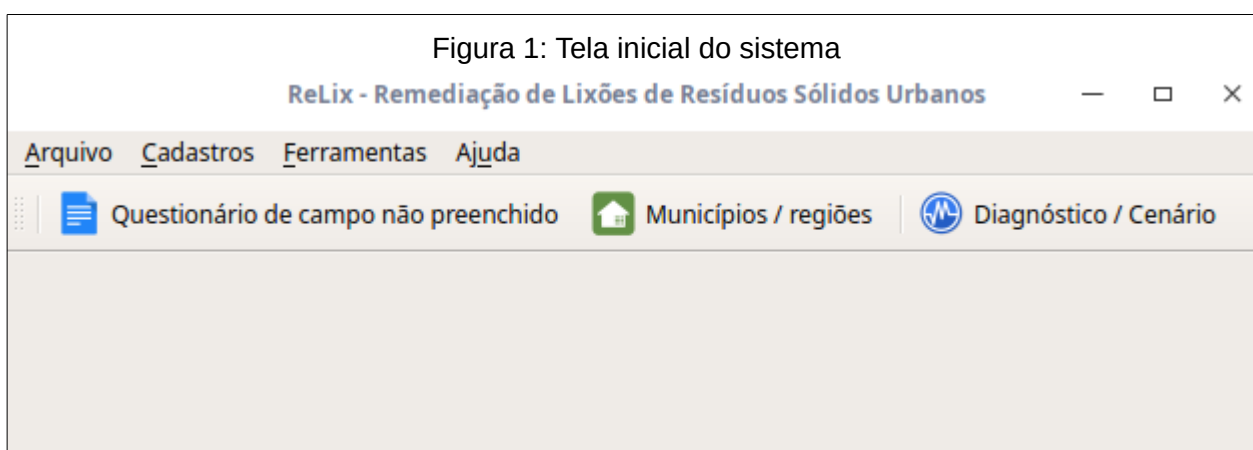 Figura 1: Tela inicial do sistema
ReLix - Remediação de Lixões de Resíduos Sólidos Urbanos
Arquivo Cadastros Ferramentas Ajuda
Questionário de campo não preenchido Municípios / regiões Diagnóstico / Cenário